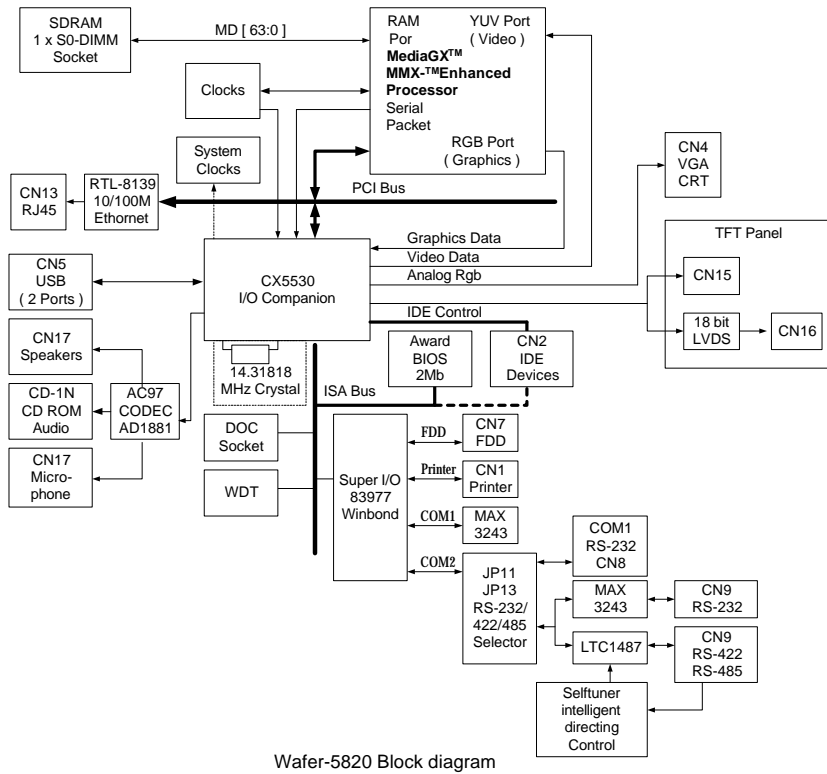 SDRAM
1 x S0-DIMM
Socket
MD [ 63:0 ]
RAM
Por
MediaGX™
MMX-™Enhanced
Processor
Serial
Packet
YUV Port
( Video )
RGB Port
( Graphics )
Clocks
System
Clocks
CN4
VGA
CRT
CN13
RJ45
RTL-8139
10/100M
Ethernet
PCI Bus
CN5
USB
( 2 Ports )
CX5530
I/O Companion
Graphics Data
Video Data
Analog Rgb
IDE Control
TFT Panel
CN15
18 bit
LVDS
CN16
CN17
Speakers
14.31818
MHz Crystal
Award
BIOS
2Mb
CN2
IDE
Devices
ISA Bus
CD-1N
CD ROM
Audio
AC97
CODEC
AD1881
CN17
Micro-
phone
DOC
Socket
WDT
Super I/O
83977
Winbond
FDD
CN7
FDD
Printer
CN1
Printer
COM1
MAX
3243
COM2
JP11
JP13
RS-232/
422/485
Selector
COM1
RS-232
CN8
MAX
3243
CN9
RS-232
LTC1487
CN9
RS-422
RS-485
Selftuner
intelligent
directing
Control
Wafer-5820 Block diagram